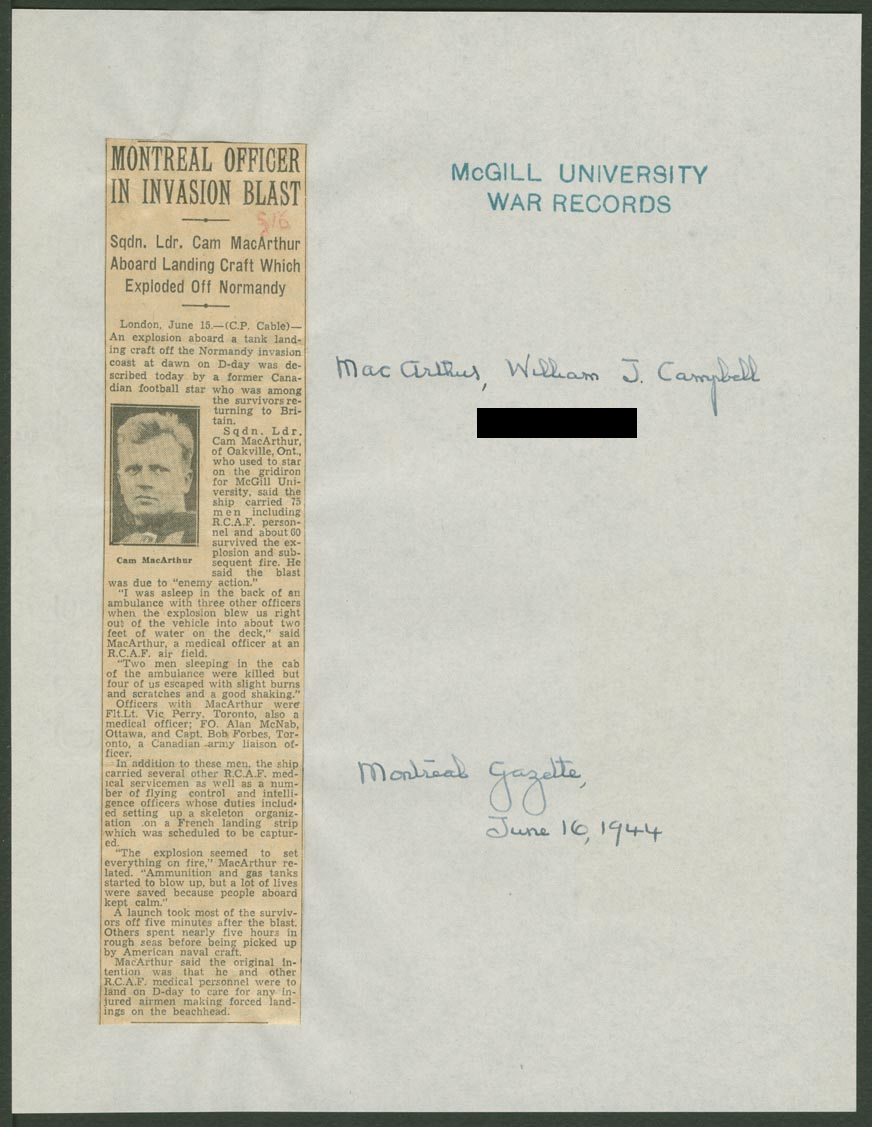 MONTREAL OFFICER
IN INVASION BLAST
516
Sqdn. Ldr. Cam MacArthur
Aboard Landing Craft Which
Exploded Off Normandy
London, June 15.—(C.P. Cable)—
An explosion aboard a tank land-
ing craft off the Normandy invasion
coast at dawn on D-day was de-
scribed today by a former Cana-
dian football star who was among
the survivors re-
turning to Bri-
tain.
Sqdn. Ldr.
Cam MacArthur,
of Oakville, Ont.,
who used to star
on the gridiron
for McGill Uni-
versity, said the
ship carried 75
men including
R.C.A.F. person-
nel and about 60
survived the ex-
plosion and sub-
sequent fire. He
said the blast
was due to "enemy action."
Cam MacArthur
"I was asleep in the back of an
ambulance with three other officers
when the explosion blew us right
out of the vehicle into about two
feet of water on the deck," said
MacArthur, a medical officer at an
R.C.A.F. air field.
"Two men sleeping in the cab
of the ambulance were killed but
four of us escaped with slight burns
and scratches and a good shaking."
Officers with MacArthur were
Flt.Lt. Vic Perry, Toronto, also a
medical officer; FO. Alan McNab,
Ottawa, and Capt. Bob Forbes, Tor-
onto, a Canadian army liaison of-
ficer.
In addition to these men, the ship
carried several other R.C.A.F. med-
ical servicemen as well as a num-
ber of flying control and intelli-
gence officers whose duties includ-
ed setting up a skeleton organiz-
ation on a French landing strip
which was scheduled to be captur-
ed.
"The explosion seemed to set
everything on fire," MacArthur re-
lated. "Ammunition and gas tanks
started to blow up, but a lot of lives
were saved because people aboard
kept calm."
A launch took most of the surviv-
ors off five minutes after the blast.
Others spent nearly five hours in
rough seas before being picked up
by American naval craft.
MacArthur said the original in-
tention was that he and other
R.C.A.F. medical personnel were to
land on D-day to care for any in-
jured airmen making forced land-
ings on the beachhead.
McGILL UNIVERSITY
WAR RECORDS
MacArthur, William J. Campbell
Montreal Gazette,
June 16, 1944